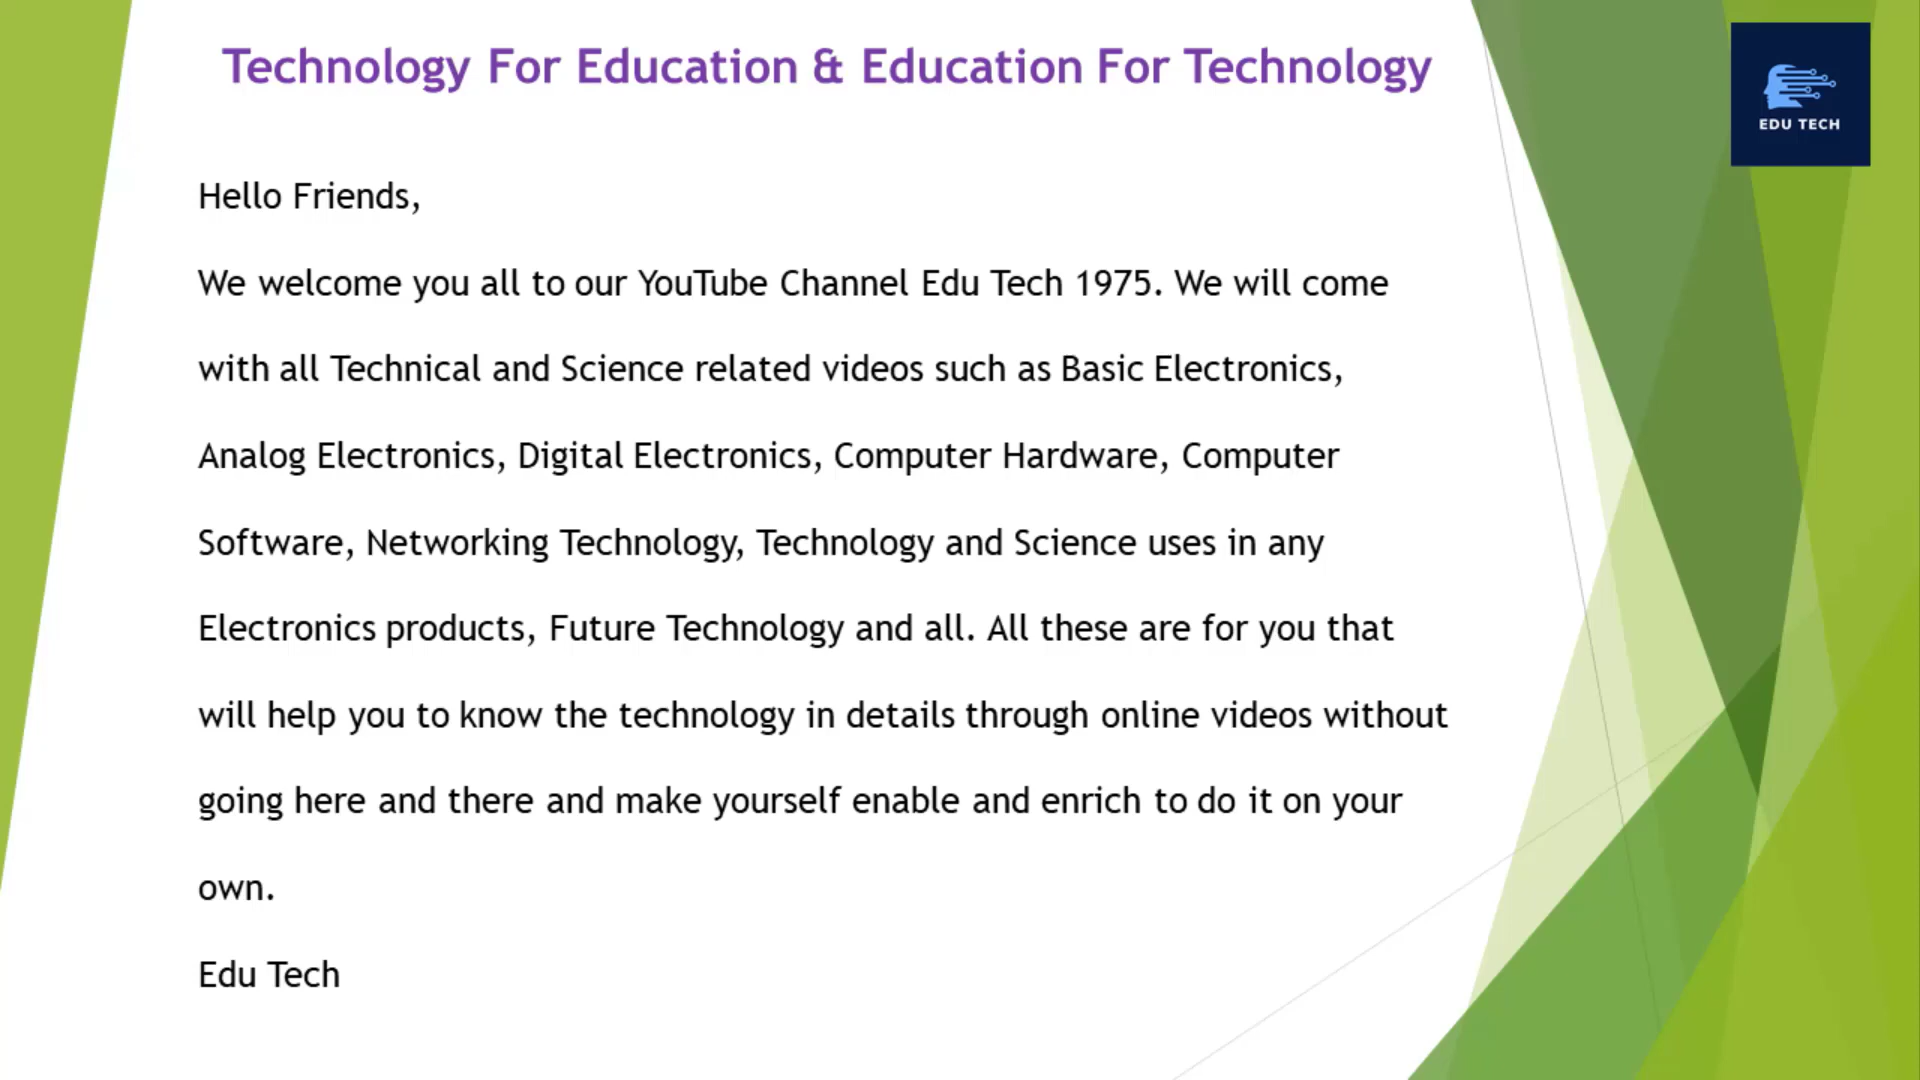 Technology For Education & Education For Technology
EDU TECH
Hello Friends,
We welcome you all to our YouTube Channel Edu Tech 1975. We will come
with all Technical and Science related videos such as Basic Electronics,
Analog Electronics, Digital Electronics, Computer Hardware, Computer
Software, Networking Technology, Technology and Science uses in any
Electronics products, Future Technology and all. All these are for you that
will help you to know the technology in details through online videos without
going here and there and make yourself enable and enrich to do it on your
own.
Edu Tech